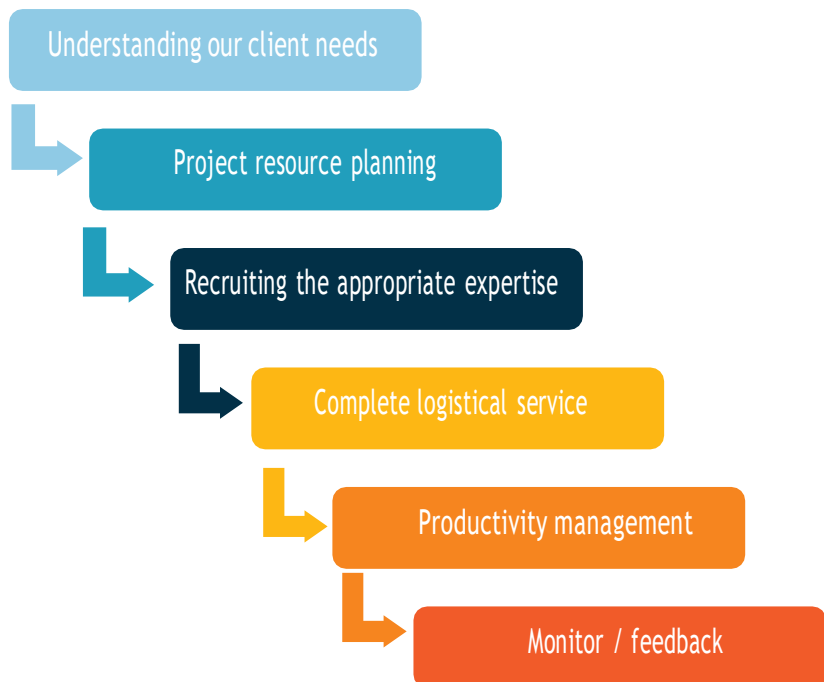 Understanding our client needs
Project resource planning
Recruiting the appropriate expertise
Complete logistical service
Productivity management
Monitor / feedback